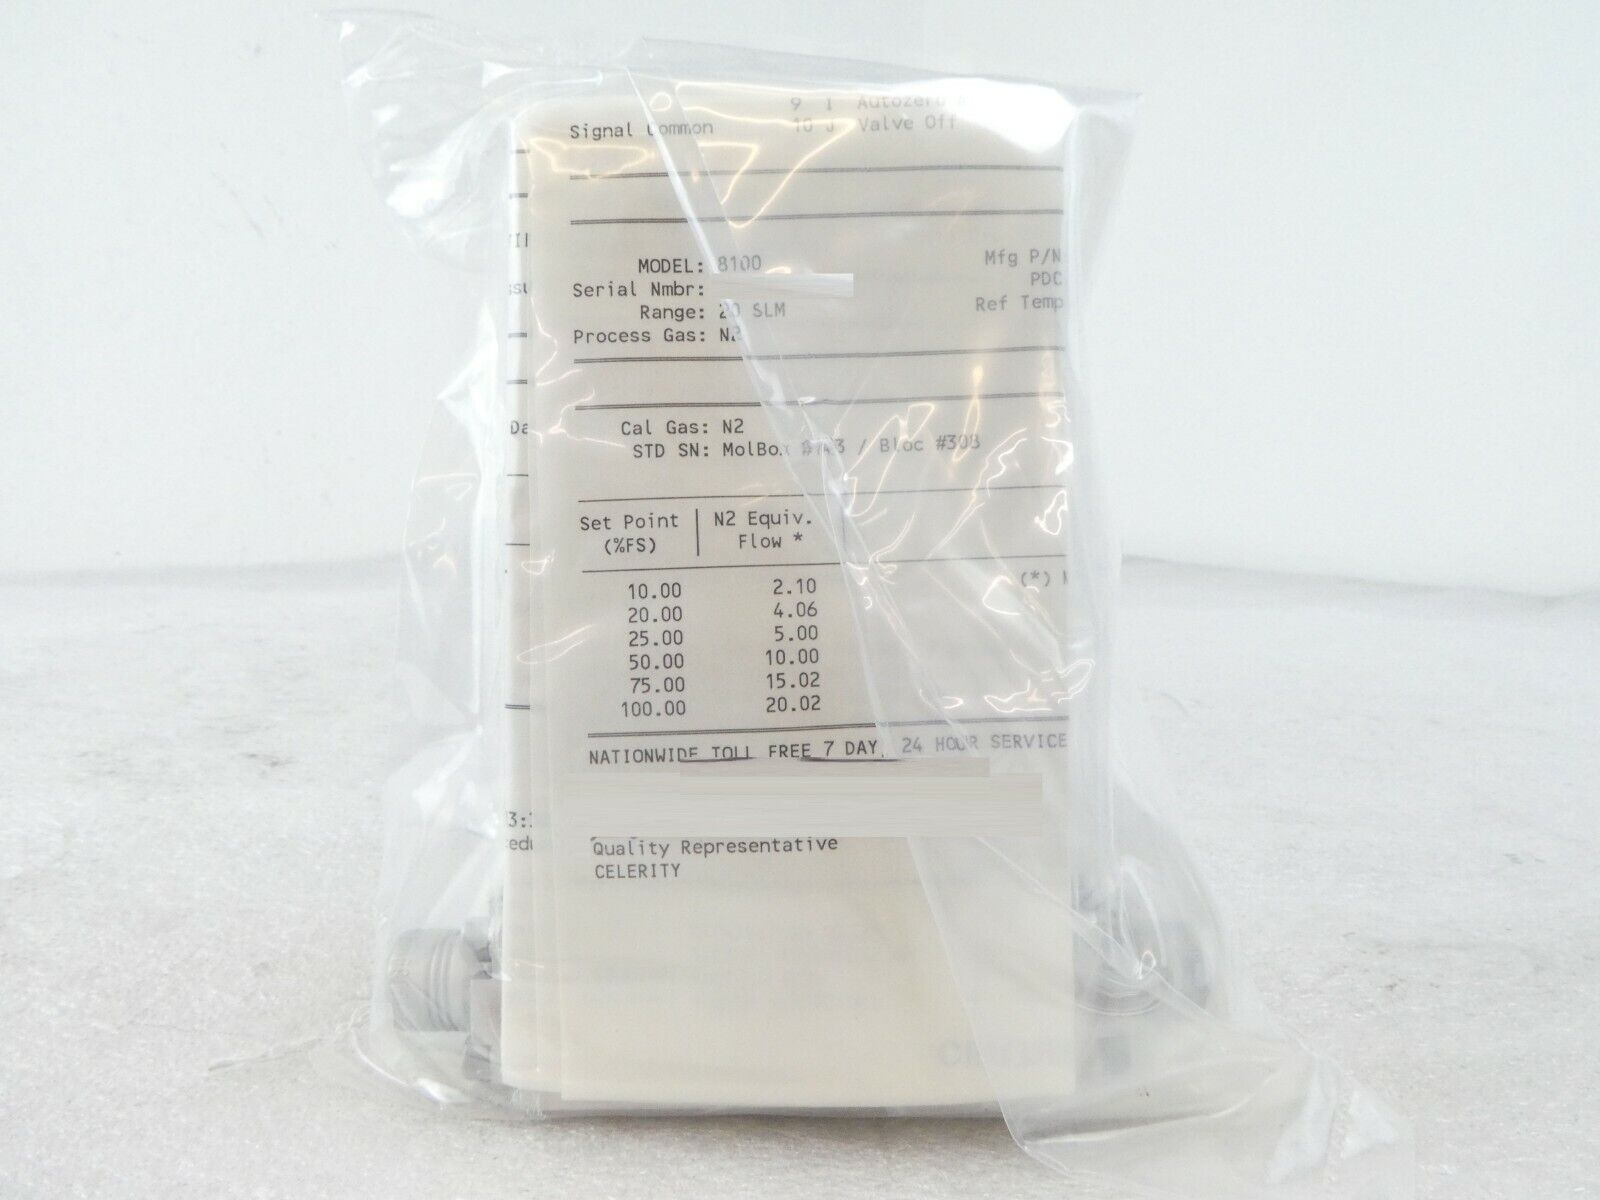 9 I Autozero
Signal Common 10 J Valve Off
MODEL: 8100 Mfg P/N
Serial Nmbr: PDC
Range: 20 SLM Ref Temp
Process Gas: N2
Da
Cal Gas: N2
STD SN: MolBox / Bloc #308
Set Point N2 Equiv.
(%FS) Flow *
(*)
10.00 2.10
20.00 4.06
25.00 5.00
50.00 10.00
75.00 15.02
100.00 20.02
NATIONWIDE TOLL FREE 7 DAY, 24 HOUR SERVICE
3:
Quality Representative
CELERITY